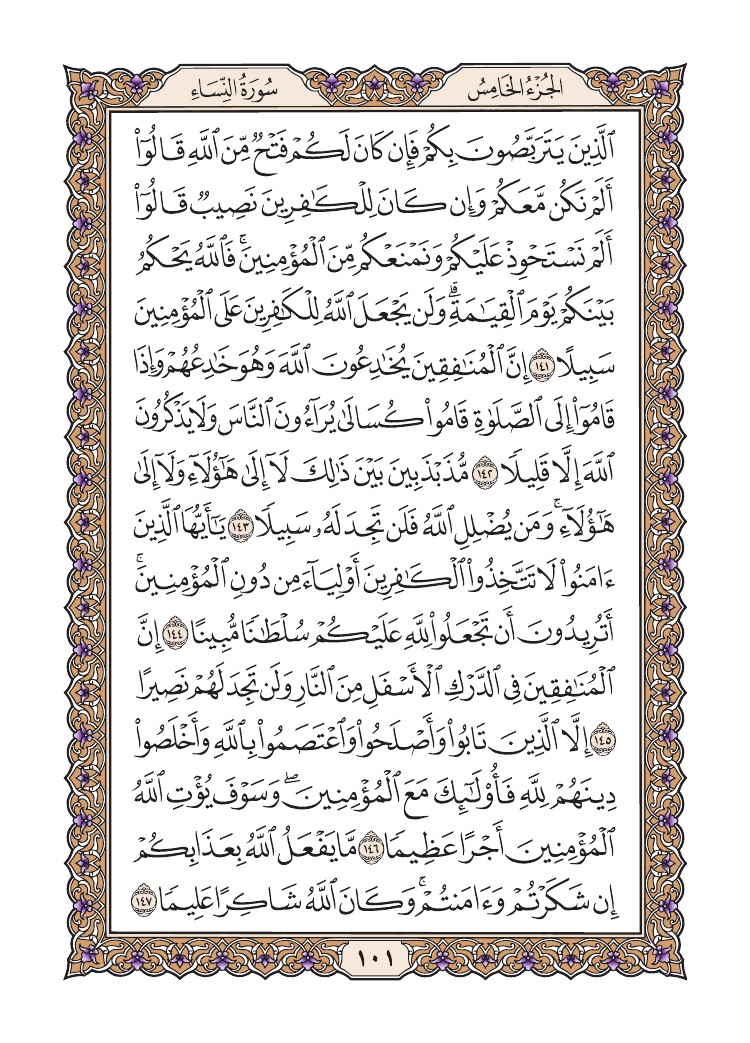 الجُزْءُ الخَامِسُ
سُورَةُ النِّسَاءِ
ٱلَّذِينَ يَتَرَبَّصُونَ بِكُمۡ فَإِن كَانَ لَكُمۡ فَتۡحٞ مِّنَ ٱللَّهِ قَالُوٓاْ
أَلَمۡ نَكُن مَّعَكُمۡ وَإِن كَانَ لِلۡكَٰفِرِينَ نَصِيبٞ قَالُوٓاْ
أَلَمۡ نَسۡتَحۡوِذۡ عَلَيۡكُمۡ وَنَمۡنَعۡكُم مِّنَ ٱلۡمُؤۡمِنِينَۚ فَٱللَّهُ يَحۡكُمُ
بَيۡنَكُمۡ يَوۡمَ ٱلۡقِيَٰمَةِۗ وَلَن يَجۡعَلَ ٱللَّهُ لِلۡكَٰفِرِينَ عَلَى ٱلۡمُؤۡمِنِينَ
سَبِيلًا ١٤١ إِنَّ ٱلۡمُنَٰفِقِينَ يُخَٰدِعُونَ ٱللَّهَ وَهُوَ خَٰدِعُهُمۡ وَإِذَا
قَامُوٓاْ إِلَى ٱلصَّلَوٰةِ قَامُواْ كُسَالَىٰ يُرَآءُونَ ٱلنَّاسَ وَلَا يَذۡكُرُونَ
ٱللَّهَ إِلَّا قَلِيلٗا ١٤٢ مُّذَبۡذَبِينَ بَيۡنَ ذَٰلِكَ لَآ إِلَىٰ هَٰٓؤُلَآءِ وَلَآ إِلَىٰ
هَٰٓؤُلَآءِۚ وَمَن يُضۡلِلِ ٱللَّهُ فَلَن تَجِدَ لَهُۥ سَبِيلٗا ١٤٣ يَٰٓأَيُّهَا ٱلَّذِينَ
ءَامَنُواْ لَا تَتَّخِذُواْ ٱلۡكَٰفِرِينَ أَوۡلِيَآءَ مِن دُونِ ٱلۡمُؤۡمِنِينَۚ
أَتُرِيدُونَ أَن تَجۡعَلُواْ لِلَّهِ عَلَيۡكُمۡ سُلۡطَٰنٗا مُّبِينًا ١٤٤ إِنَّ
ٱلۡمُنَٰفِقِينَ فِي ٱلدَّرۡكِ ٱلۡأَسۡفَلِ مِنَ ٱلنَّارِ وَلَن تَجِدَ لَهُمۡ نَصِيرًا
١٤٥ إِلَّا ٱلَّذِينَ تَابُواْ وَأَصۡلَحُواْ وَٱعۡتَصَمُواْ بِٱللَّهِ وَأَخۡلَصُواْ
دِينَهُمۡ لِلَّهِ فَأُوْلَٰٓئِكَ مَعَ ٱلۡمُؤۡمِنِينَۖ وَسَوۡفَ يُؤۡتِ ٱللَّهُ
ٱلۡمُؤۡمِنِينَ أَجۡرًا عَظِيمٗا ١٤٦ مَّا يَفۡعَلُ ٱللَّهُ بِعَذَابِكُمۡ
إِن شَكَرۡتُمۡ وَءَامَنتُمۡۚ وَكَانَ ٱللَّهُ شَاكِرًا عَلِيمٗا ١٤٧
١٠١